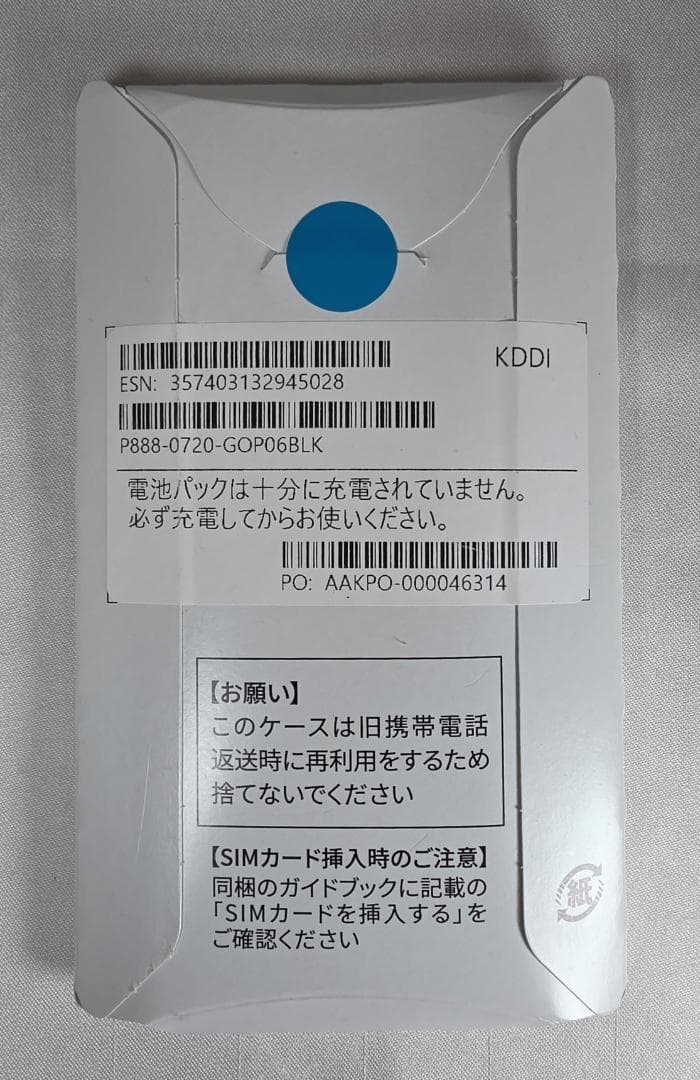 KDDI
ESN: 357403132945028
P888-0720-GOP06BLK
電池パックは十分に充電されていません。
必ず充電してからお使いください。
PO: AAKPO-000046314
【お願い】
このケースは旧携帯電話
返送時に再利用をするため
捨てないでください
【SIMカード挿入時のご注意】
同梱のガイドブックに記載の
「SIMカードを挿入する」を
ご確認ください
紙